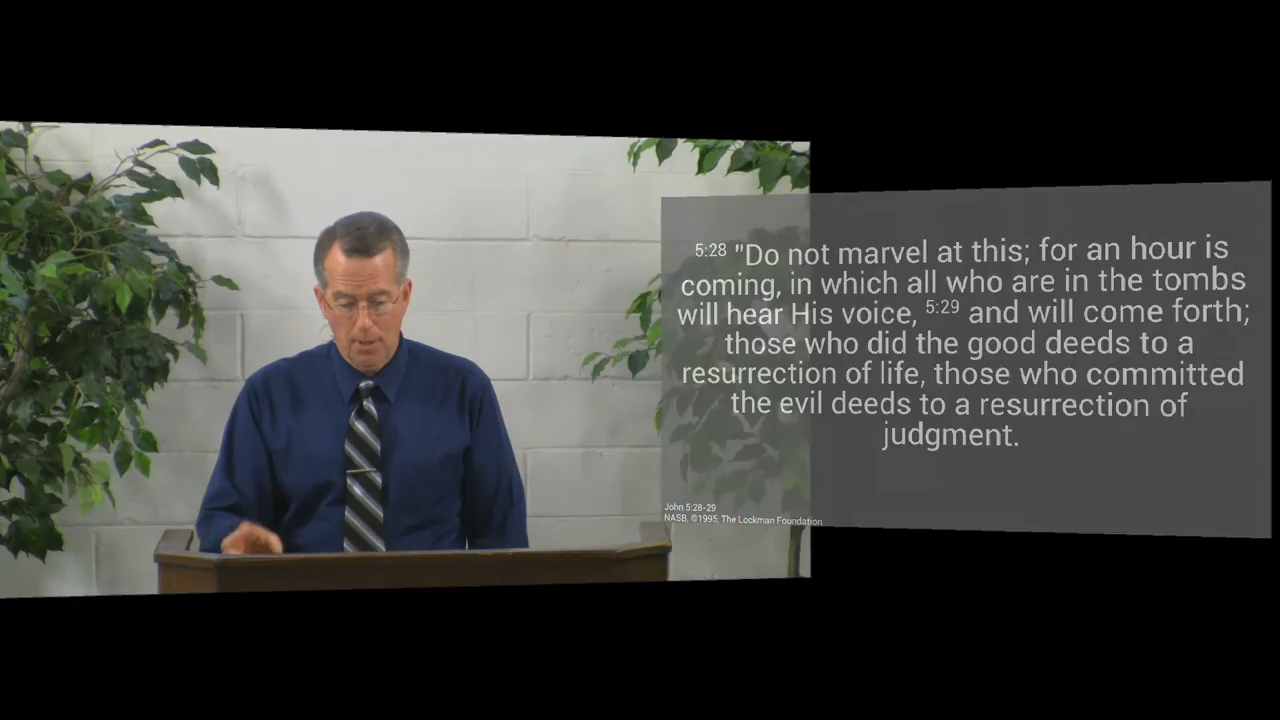 5:28 "Do not marvel at this; for an hour is
coming, in which all who are in the tombs
will hear His voice, 5:29 and will come forth;
those who did the good deeds to a
resurrection of life, those who committed
the evil deeds to a resurrection of
judgment.
John 5:28-29
NASB, ©1995, The Lockman Foundation